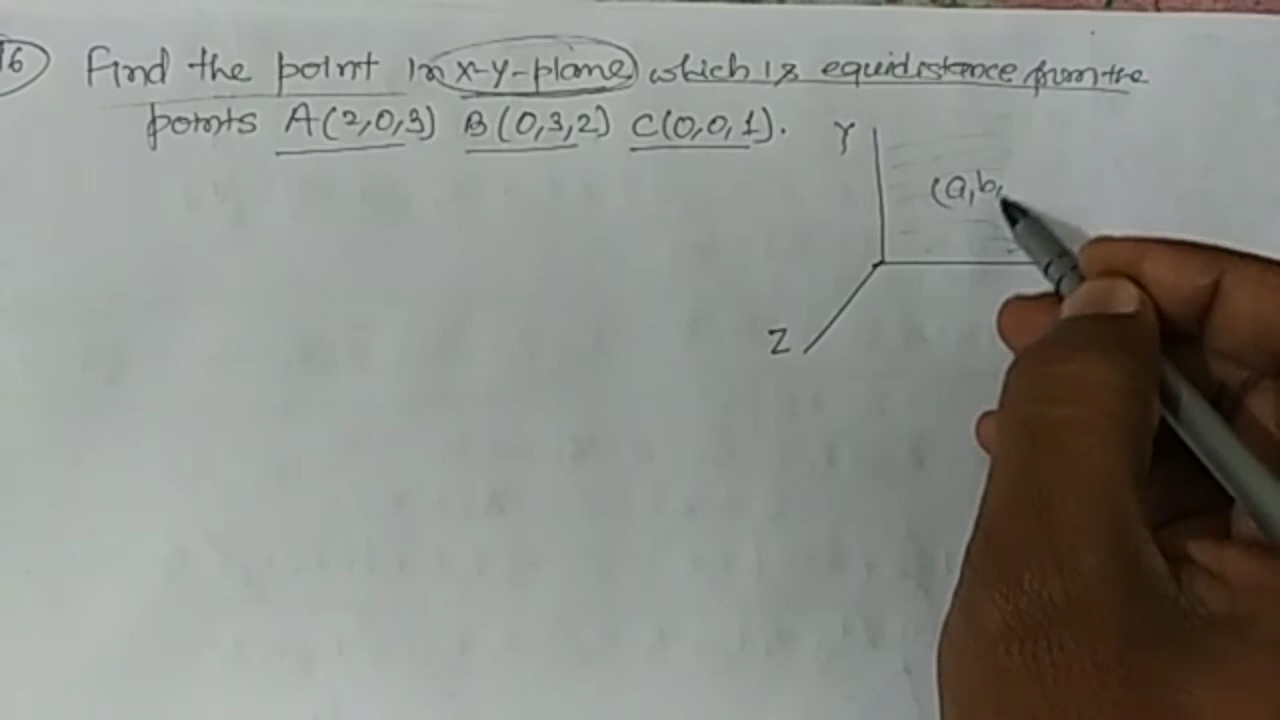 16 Find the point in x-y-plane which is equidistance from the
points A(2,0,3) B(0,3,2) C(0,0,1).
Y
(a,b,
Z